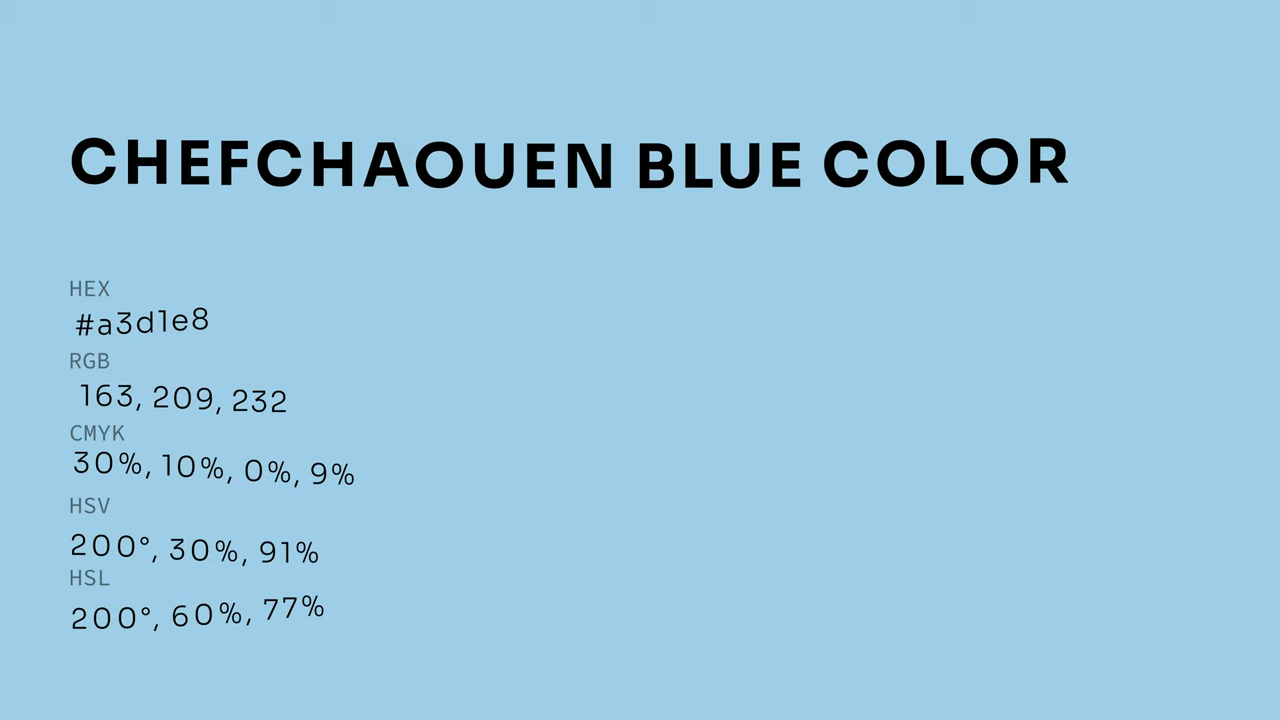 CHEFCHAOUEN BLUE COLOR
HEX
#a3d1e8
RGB
163, 209, 232
CMYK
30%, 10%, 0%, 9%
HSV
200°, 30%, 91%
HSL
200°, 60%, 77%